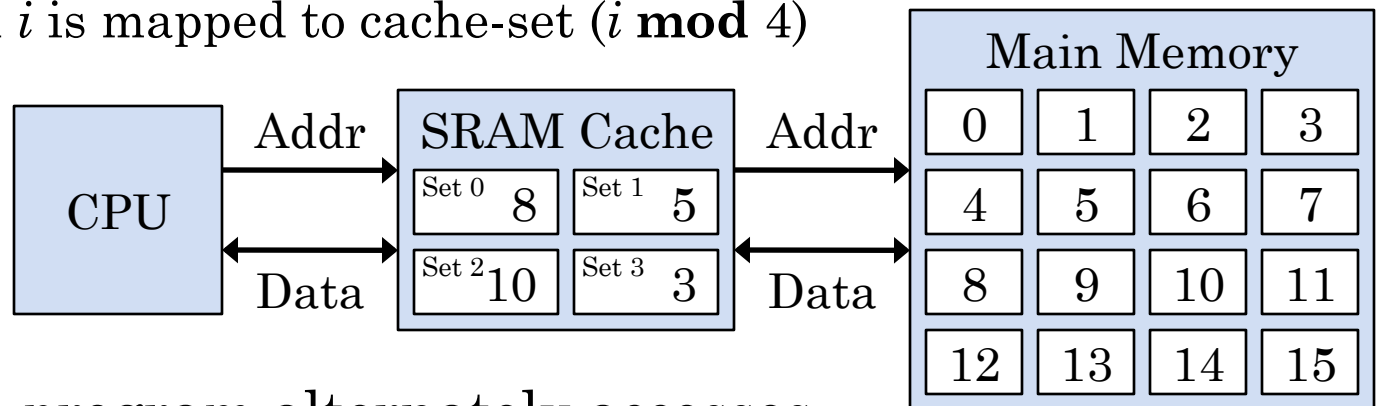 i is mapped to cache-set (i mod 4)
Main Memory
CPU
Addr
Data
SRAM Cache
Set 0 8
Set 1 5
Set 2 10
Set 3 3
Addr
Data
0 1 2 3
4 5 6 7
8 9 10 11
12 13 14 15
program alternately accesses